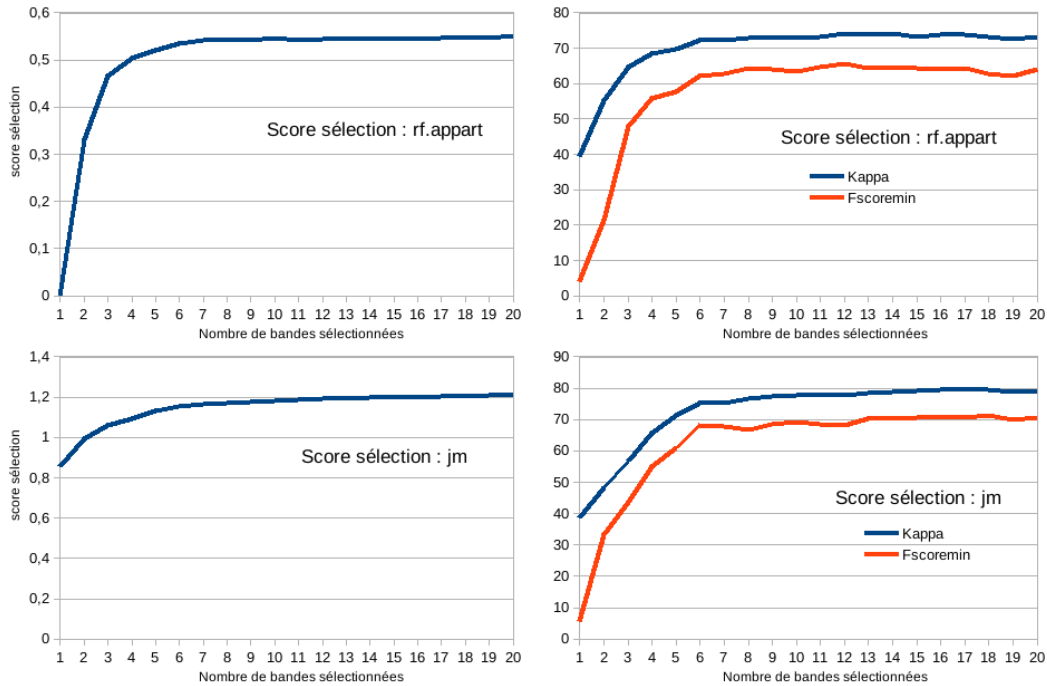 0,6
0,5
0,4
0,3
0,2
0,1
0
score sélection
Score sélection : rf.appart
1 2 3 4 5 6 7 8 9 10 11 12 13 14 15 16 17 18 19 20
Nombre de bandes sélectionnées
80
70
60
50
40
30
20
10
0
Score sélection : rf.appart
Kappa
Fscoremin
1 2 3 4 5 6 7 8 9 10 11 12 13 14 15 16 17 18 19 20
Nombre de bandes sélectionnées
1,4
1,2
1
0,8
0,6
0,4
0,2
0
score sélection
Score sélection : jm
1 2 3 4 5 6 7 8 9 10 11 12 13 14 15 16 17 18 19 20
Nombre de bandes sélectionnées
90
80
70
60
50
40
30
20
10
0
Score sélection : jm
Kappa
Fscoremin
1 2 3 4 5 6 7 8 9 10 11 12 13 14 15 16 17 18 19 20
Nombre de bandes sélectionnées